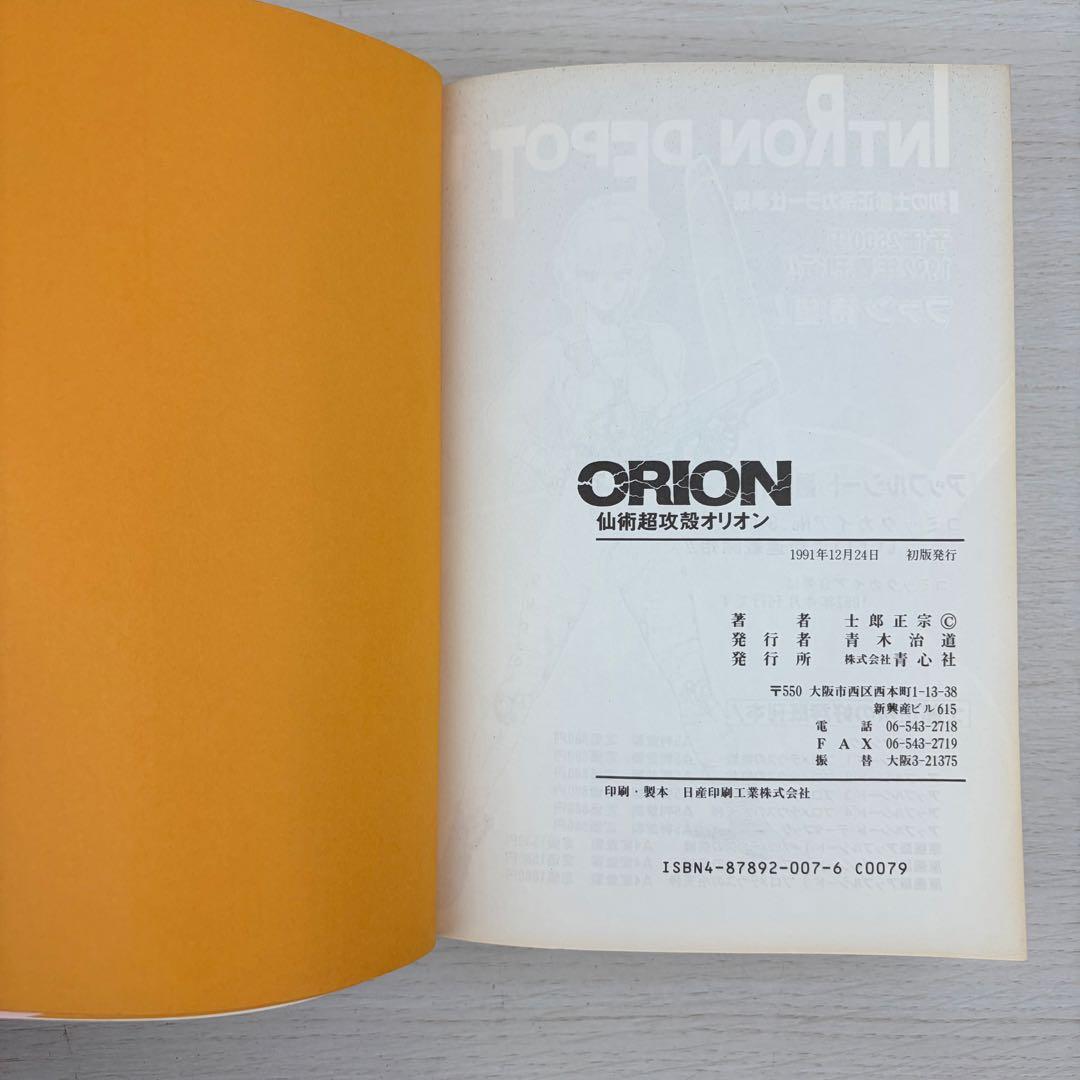 ORION
仙術超攻殻オリオン
1991年12月24日 初版発行
著者 士郎正宗©
発行者 青木治道
発行所 株式会社青心社
〒550 大阪市西区西本町1-13-38
新興産ビル615
電話 06-543-2718
FAX 06-543-2719
振替 大阪3-21375
印刷・製本 日産印刷工業株式会社
ISBN4-87892-007-6 C0079
INTRON DEPOT